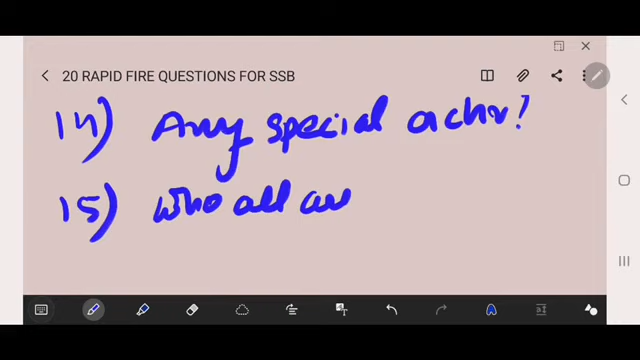 20 RAPID FIRE QUESTIONS FOR SSB
14) Any special achv?
15) who all are